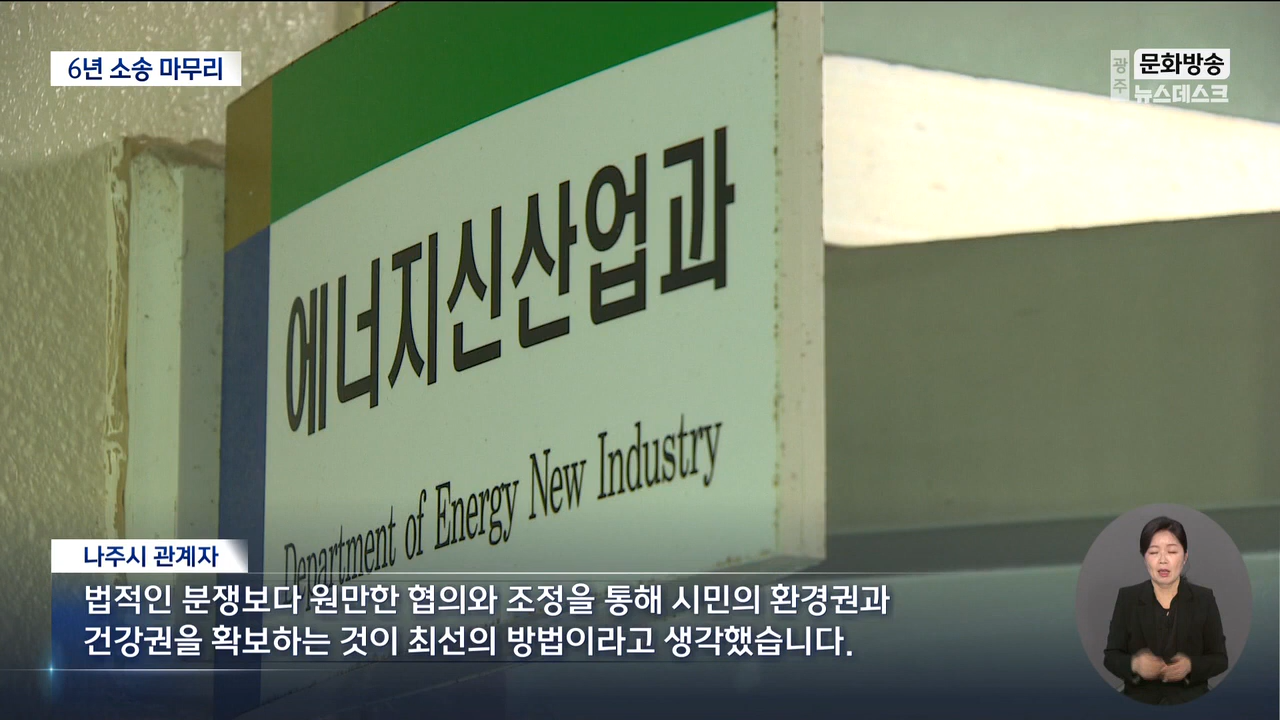 6년 소송 마무리
광주
문화방송
뉴스데스크
에너지신산업과
Department of Energy New Industry
나주시 관계자
법적인 분쟁보다 원만한 협의와 조정을 통해 시민의 환경권과
건강권을 확보하는 것이 최선의 방법이라고 생각했습니다.